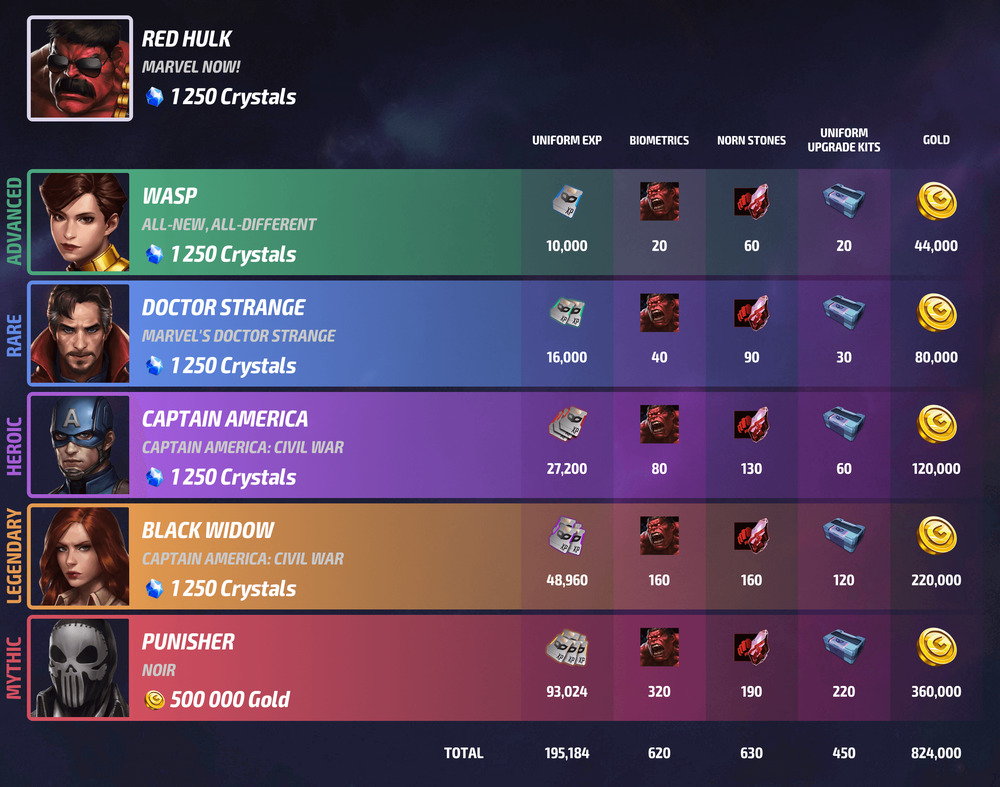 RED HULK
MARVEL NOW!
1 250 Crystals
UNIFORM EXP BIOMETRICS NORN STONES UNIFORM UPGRADE KITS GOLD
ADVANCED
WASP
ALL-NEW, ALL-DIFFERENT
1 250 Crystals
10,000 20 60 20 44,000
RARE
DOCTOR STRANGE
MARVEL'S DOCTOR STRANGE
1 250 Crystals
16,000 40 90 30 80,000
HEROIC
CAPTAIN AMERICA
CAPTAIN AMERICA: CIVIL WAR
1 250 Crystals
27,200 80 130 60 120,000
LEGENDARY
BLACK WIDOW
CAPTAIN AMERICA: CIVIL WAR
1 250 Crystals
48,960 160 160 120 220,000
MYTHIC
PUNISHER
NOIR
500 000 Gold
93,024 320 190 220 360,000
TOTAL 195,184 620 630 450 824,000